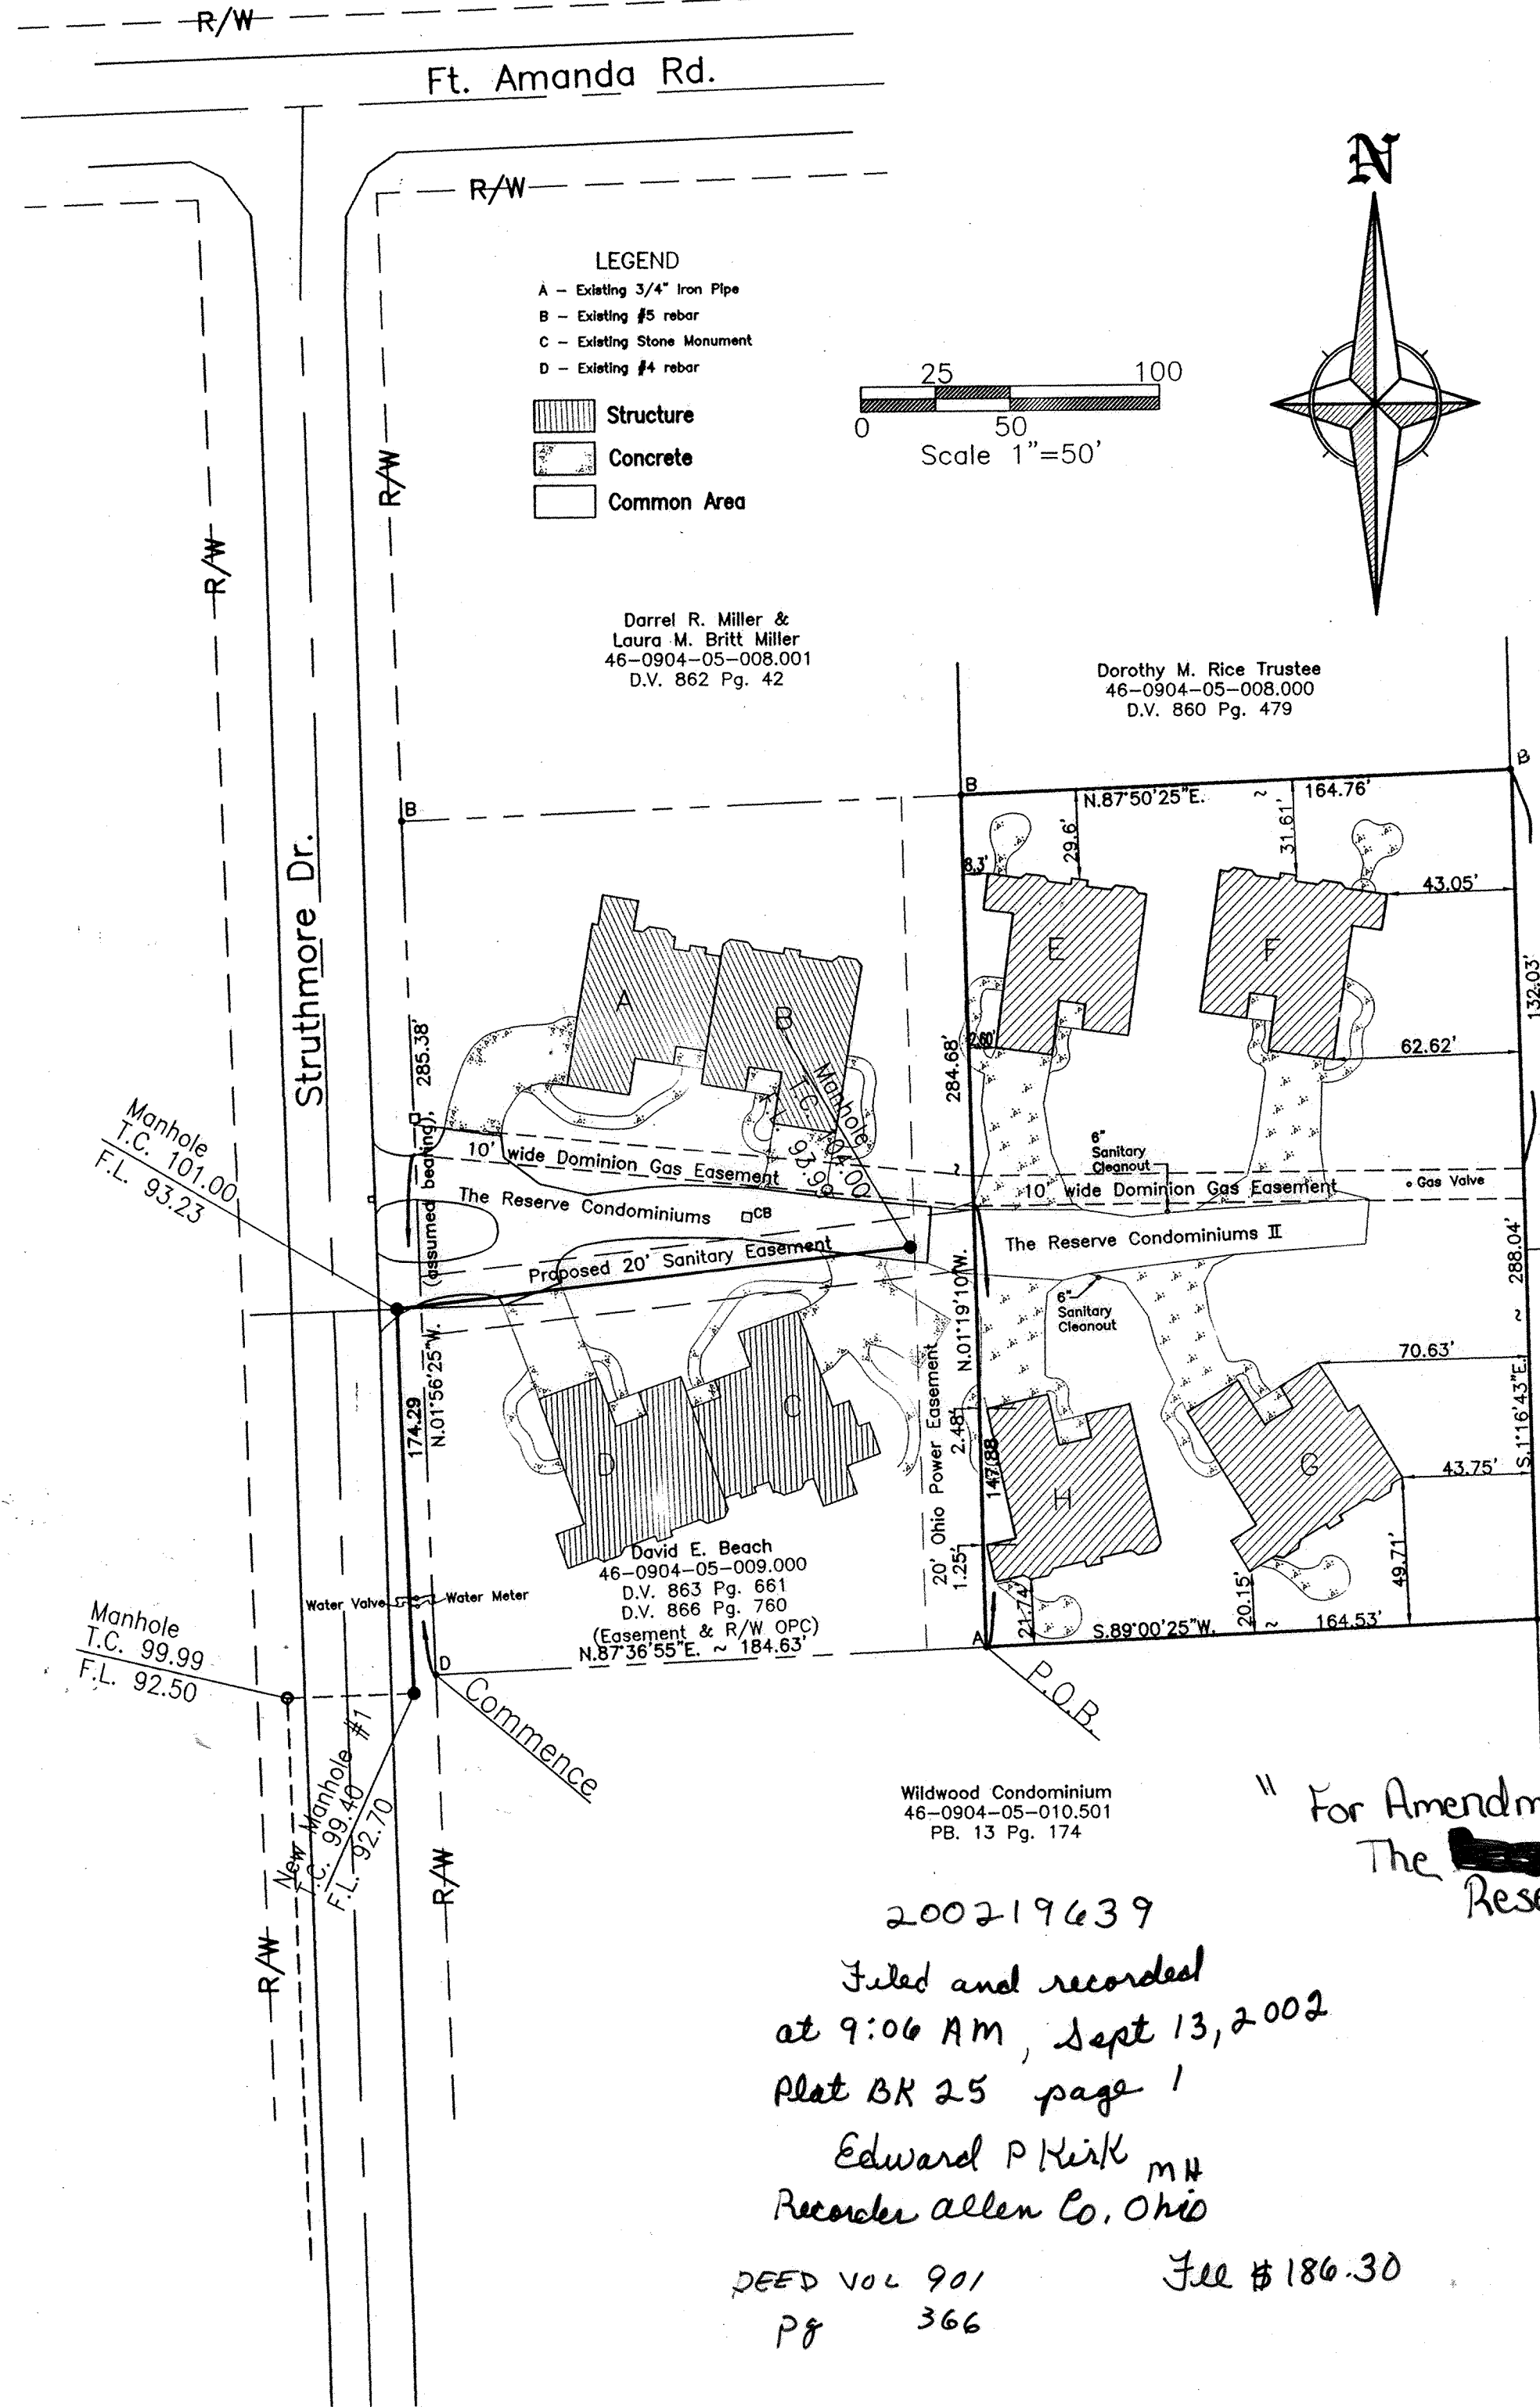 R/W
Ft. Amanda Rd.
R/W
N
LEGEND
A – Existing 3/4" Iron Pipe
B – Existing #5 rebar
C – Existing Stone Monument
D – Existing #4 rebar
Structure
Concrete
Common Area
25 100
0 50
Scale 1"=50'
R/W
R/W
Darrel R. Miller &
Laura M. Britt Miller
46-0904-05-008.001
D.V. 862 Pg. 42
Dorothy M. Rice Trustee
46-0904-05-008.000
D.V. 860 Pg. 479
B
B
B
N.87°50'25"E. ~ 164.76'
29.6'
31.61'
8.3'
43.05'
132.03'
Struthmore Dr.
A
B
E
F
285.38'
(assumed bearing),
284.68'
2.60'
62.62'
Manhole
T.C. 101.00
F.L. 93.23
Manhole
T.C. 94.00
F.L. 93.99
10' wide Dominion Gas Easement
6"
Sanitary
Cleanout
10' wide Dominion Gas Easement
Gas Valve
The Reserve Condominiums
CB
The Reserve Condominiums II
Proposed 20' Sanitary Easement
6"
Sanitary
Cleanout
288.04'
~
N.01°19'10"W.
~
174.29
N.01°56'25"W.
70.63'
S.1°16'43"E.
2.48'
147.88
20' Ohio Power Easement
1.25'
D
C
H
G
43.75'
49.71'
David E. Beach
46-0904-05-009.000
D.V. 863 Pg. 661
D.V. 866 Pg. 760
(Easement & R/W OPC)
N.87°36'55"E. ~ 184.63'
Water Valve
Water Meter
21.74'
20.15'
A
S.89°00'25"W. ~ 164.53'
Manhole
T.C. 99.99
F.L. 92.50
D
Commence
P.O.B.
New Manhole #1
T.C. 99.40
F.L. 92.70
R/W
R/W
Wildwood Condominium
46-0904-05-010.501
PB. 13 Pg. 174
" For Amendm
The
Rese
200219639
Filed and recorded
at 9:06 AM, Sept 13, 2002
Plat BK 25 page 1
Edward P Kirk MH
Recorder Allen Co. Ohio
DEED VOL 901
Pg 366
Fee $186.30